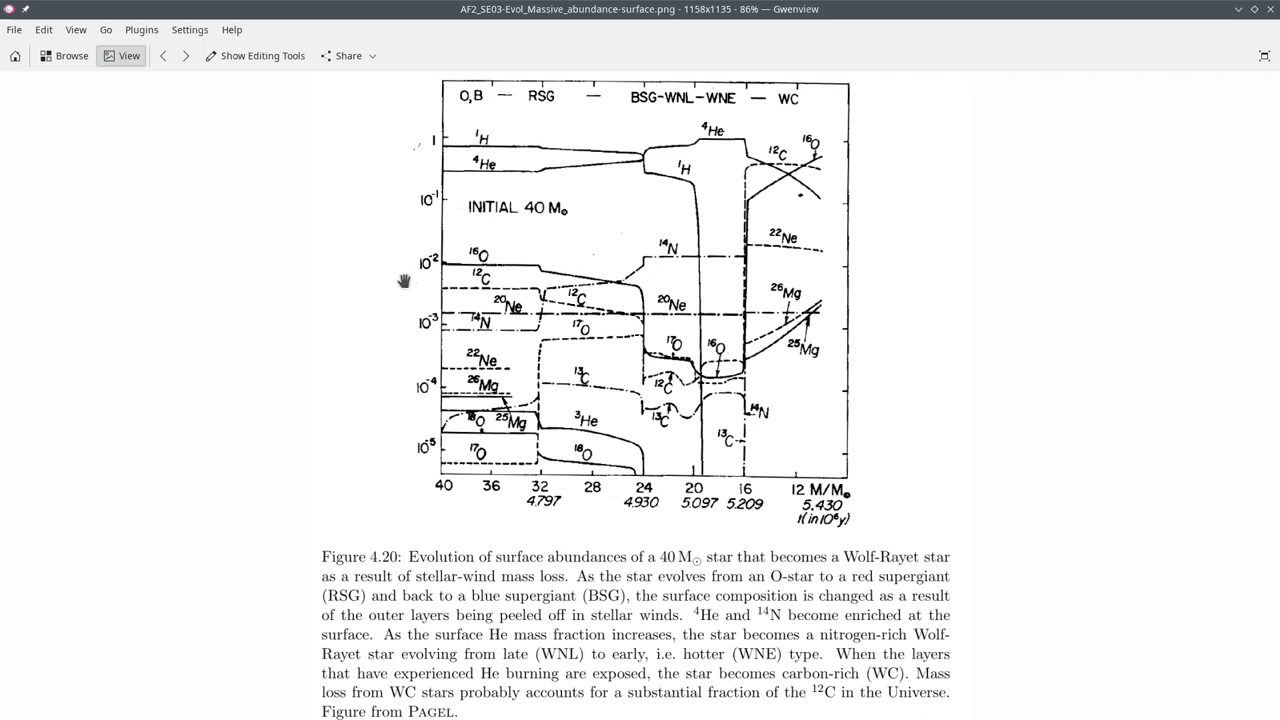 AF2_SE03-Evol_Massive_abundance-surface.png - 1158x1135 - 86% — Gwenview
File Edit View Go Plugins Settings Help
Browse View Show Editing Tools Share
O,B — RSG — BSG-WNL-WNE — WC
⁴He
¹⁶O
1
¹H
¹²C
⁴He
¹H
10⁻¹
INITIAL 40 M⊙
²²Ne
¹⁶O
¹⁴N
10⁻²
¹²C
²⁰Ne
¹²C
²⁰Ne
²⁶Mg
10⁻³
¹⁴N
¹⁷O
¹⁷O
¹⁶O
²⁵Mg
²²Ne
¹³C
10⁻⁴
²⁶Mg
¹²C
¹⁸O
²⁵Mg
³He
¹³C
¹⁴N
¹³C
10⁻⁵
¹⁷O
¹⁸O
40 36 32 28 24 20 16 12 M/M⊙
4.797 4.930 5.097 5.209 5.430
t(in 10⁶y)
Figure 4.20: Evolution of surface abundances of a 40 M⊙ star that becomes a Wolf-Rayet star
as a result of stellar-wind mass loss. As the star evolves from an O-star to a red supergiant
(RSG) and back to a blue supergiant (BSG), the surface composition is changed as a result
of the outer layers being peeled off in stellar winds. ⁴He and ¹⁴N become enriched at the
surface. As the surface He mass fraction increases, the star becomes a nitrogen-rich Wolf-
Rayet star evolving from late (WNL) to early, i.e. hotter (WNE) type. When the layers
that have experienced He burning are exposed, the star becomes carbon-rich (WC). Mass
loss from WC stars probably accounts for a substantial fraction of the ¹²C in the Universe.
Figure from PAGEL.